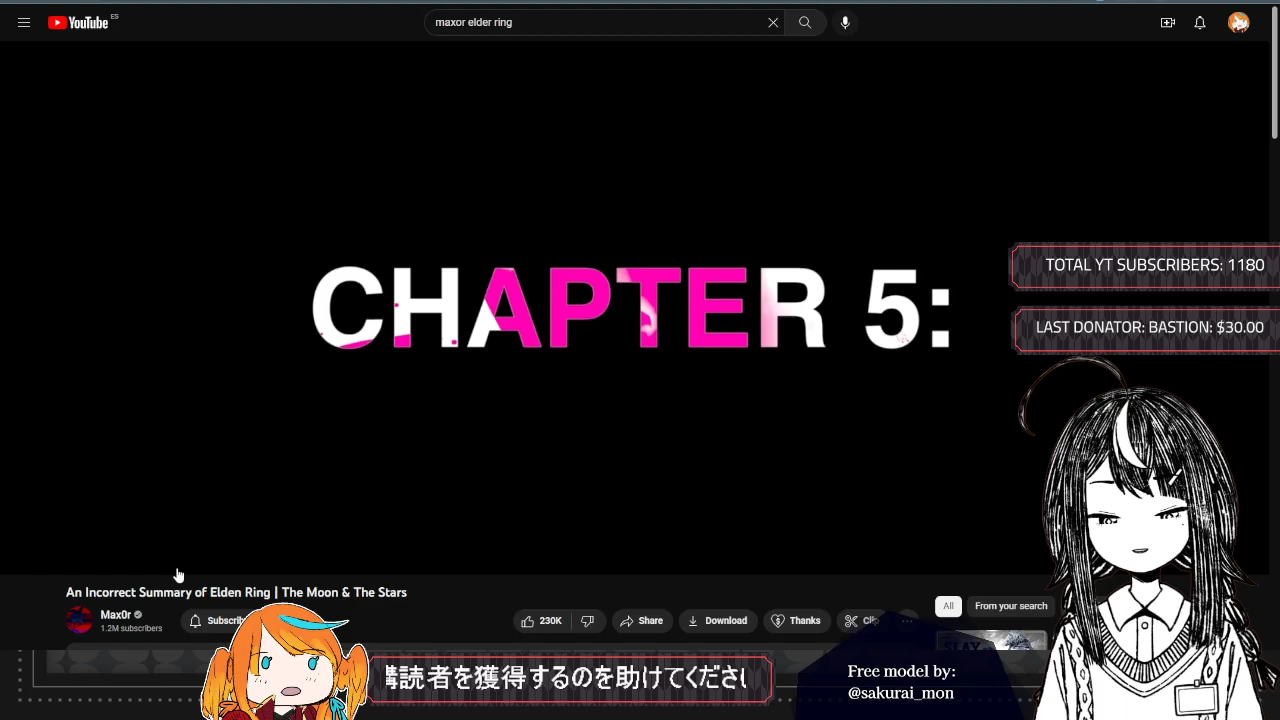 YouTube ES
maxor elder ring
CHAPTER 5:
TOTAL YT SUBSCRIBERS: 1180
LAST DONATOR: BASTION: $30.00
An Incorrect Summary of Elden Ring | The Moon & The Stars
Max0r
1.2M subscribers
230K
Share
Download
Thanks
All
From your search
読者を獲得するのを助けてくださ
Free model by:
@sakurai_mon